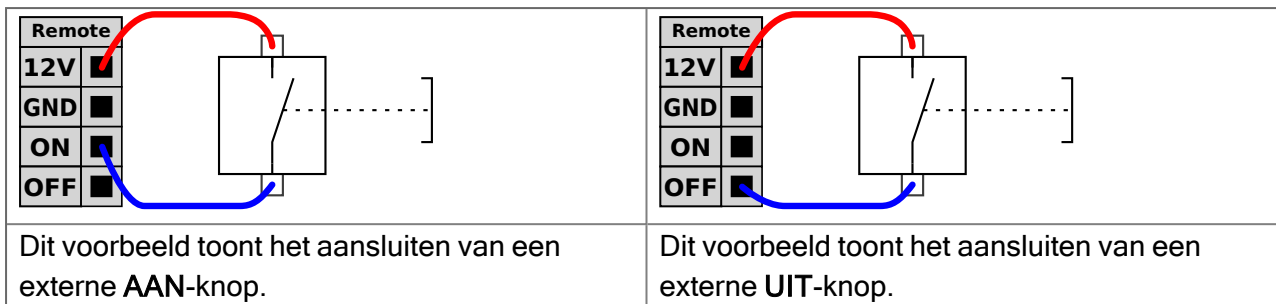 Remote
12V
GND
ON
OFF
Dit voorbeeld toont het aansluiten van een
externe AAN-knop.
Remote
12V
GND
ON
OFF
Dit voorbeeld toont het aansluiten van een
externe UIT-knop.